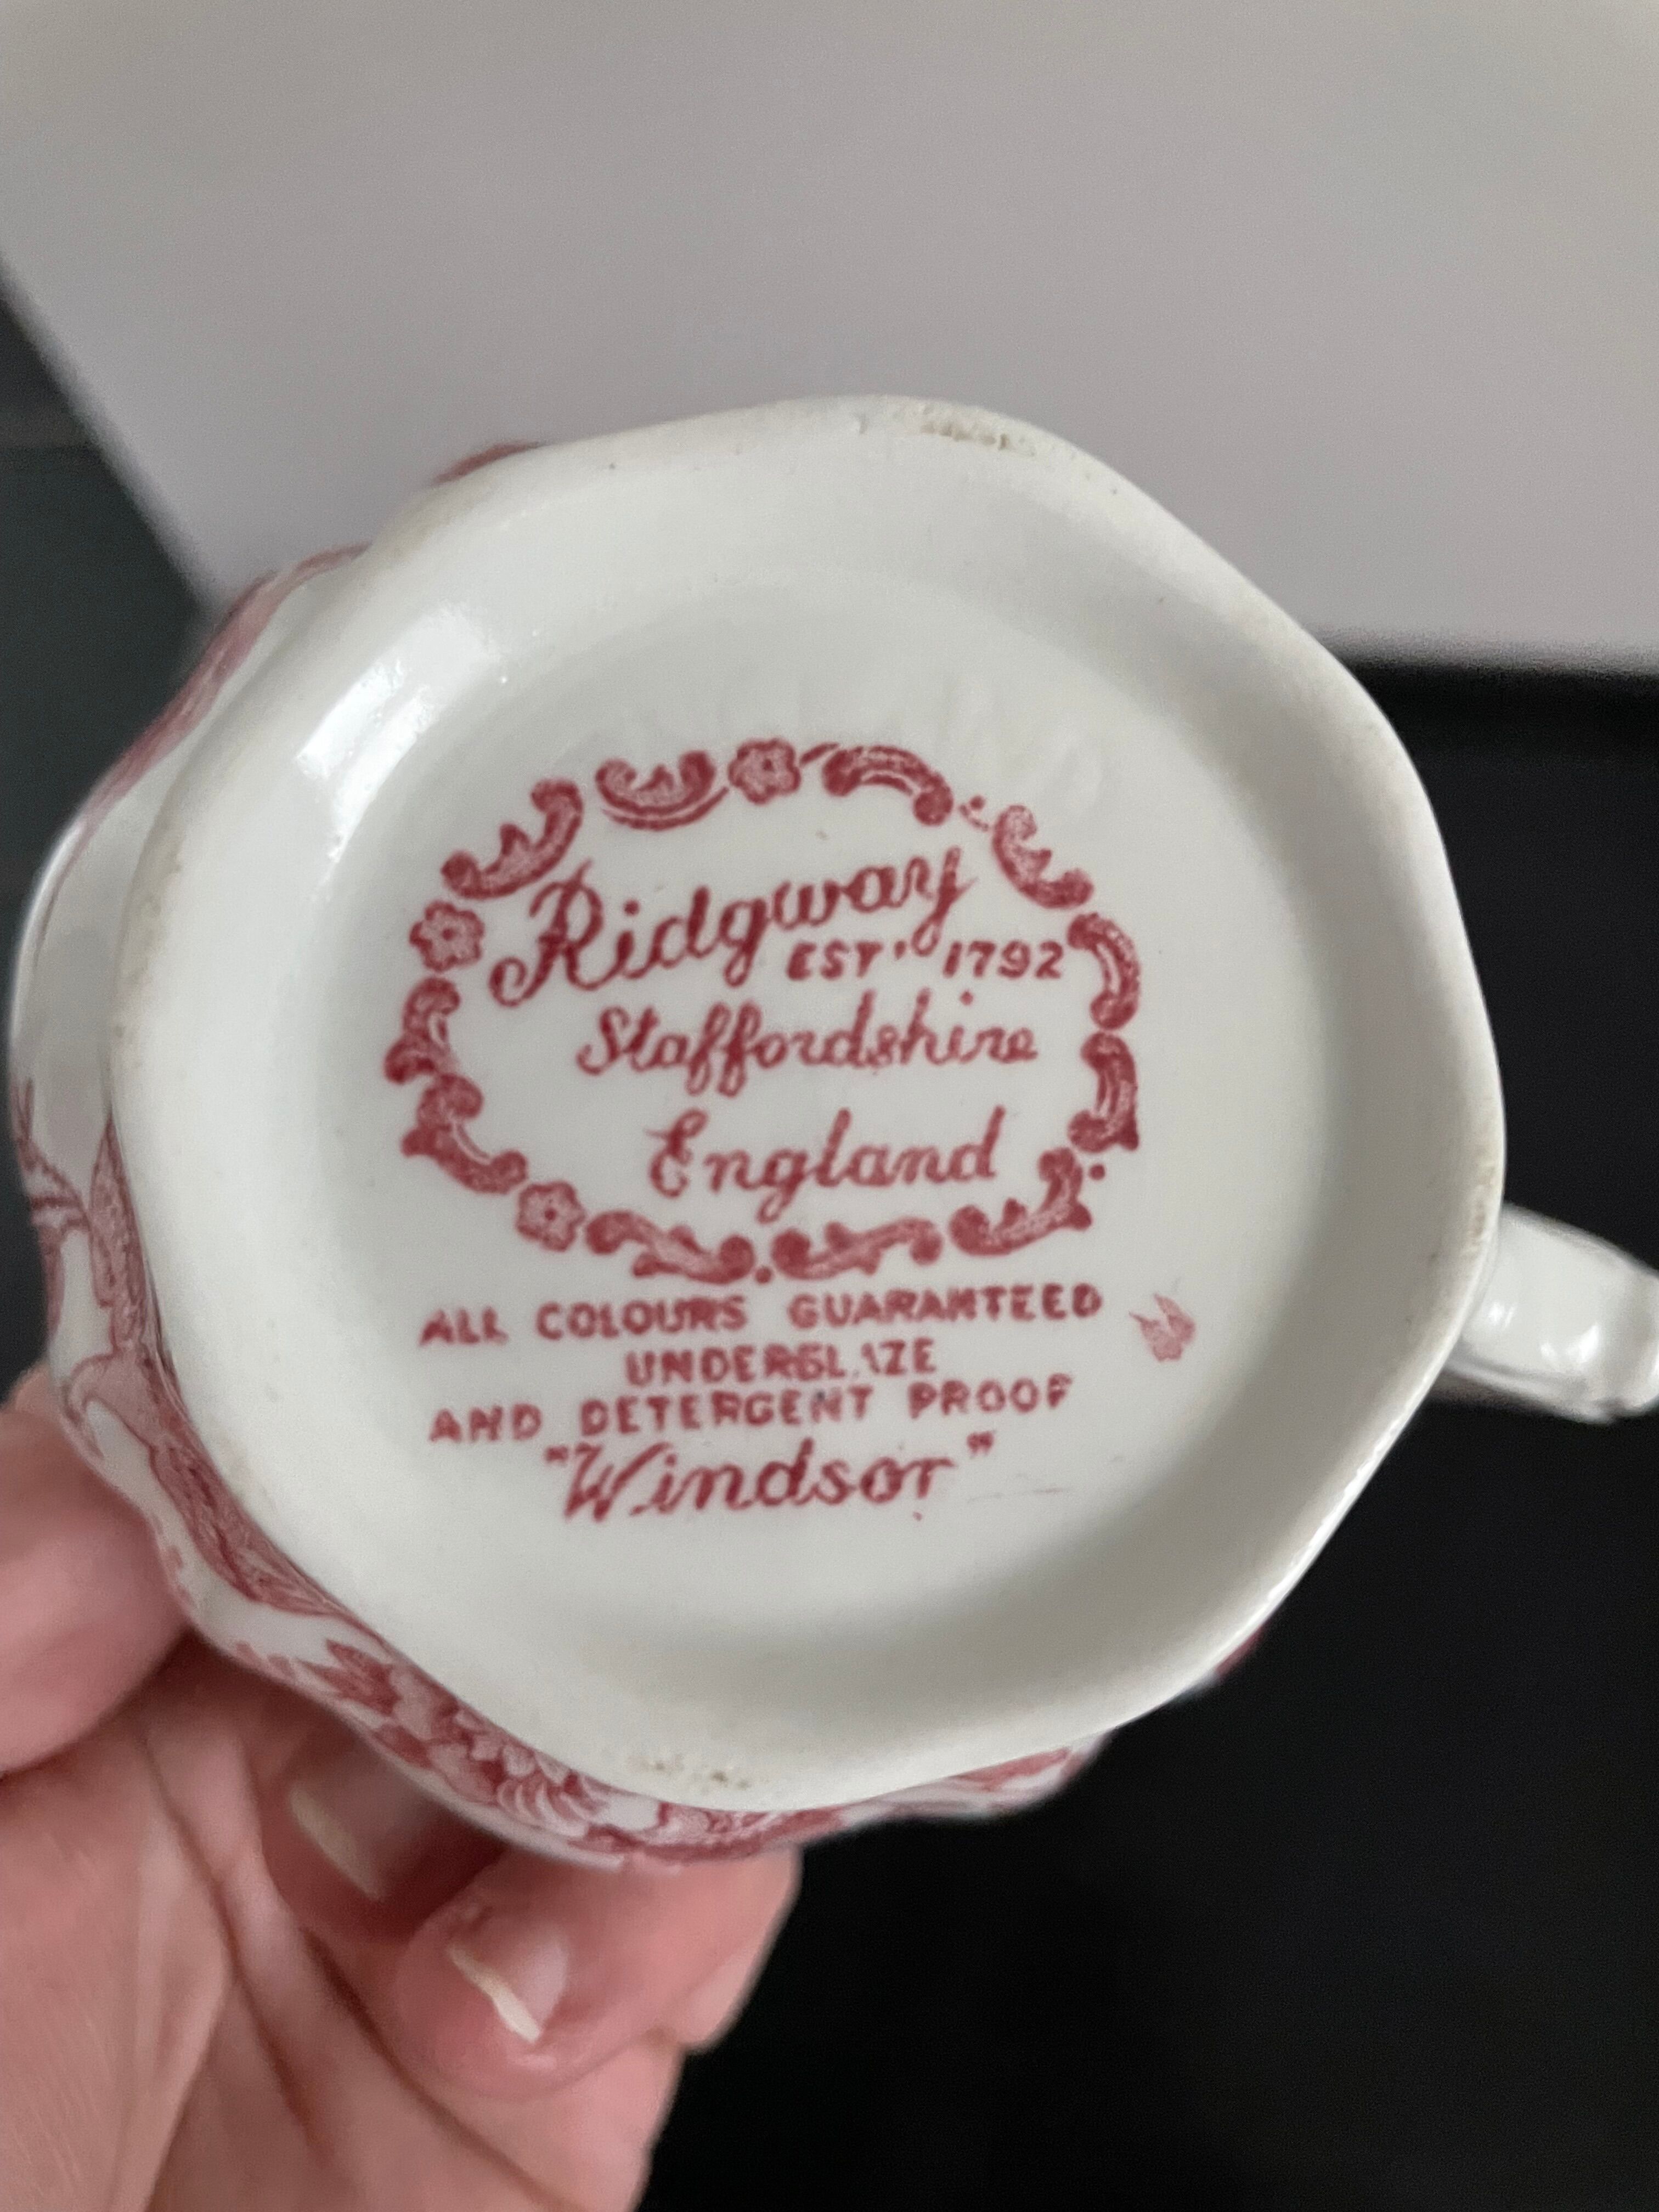 Ridgway
EST' 1792
Staffordshire
England
ALL COLOURS GUARANTEED
UNDERGLAZE
AND DETERGENT PROOF
"Windsor"